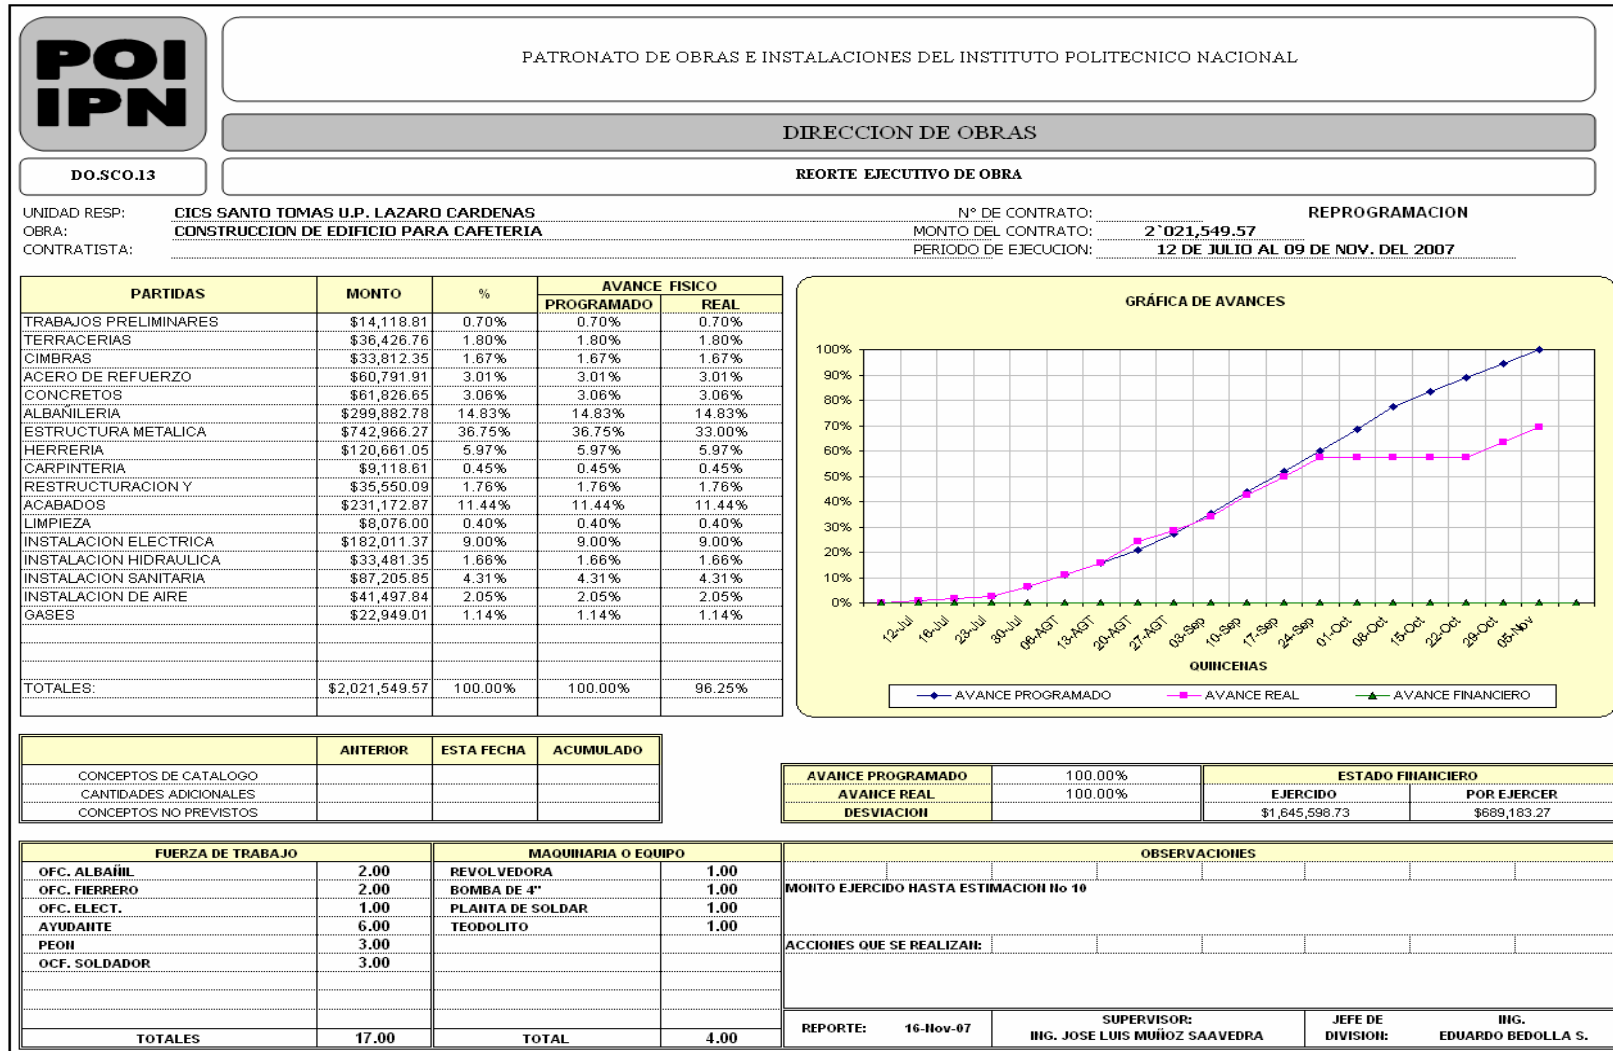 POI
IPN
PATRONATO DE OBRAS E INSTALACIONES DEL INSTITUTO POLITECNICO NACIONAL
DIRECCION DE OBRAS
DO.SCO.13
REORTE EJECUTIVO DE OBRA
UNIDAD RESP: CICS SANTO TOMAS U.P. LAZARO CARDENAS N° DE CONTRATO: REPROGRAMACION
OBRA: CONSTRUCCION DE EDIFICIO PARA CAFETERIA MONTO DEL CONTRATO: 2`021,549.57
CONTRATISTA: PERIODO DE EJECUCION: 12 DE JULIO AL 09 DE NOV. DEL 2007
PARTIDAS MONTO % AVANCE FISICO
PROGRAMADO REAL
TRABAJOS PRELIMINARES $14,118.81 0.70% 0.70% 0.70%
TERRACERIAS $36,426.76 1.80% 1.80% 1.80%
CIMBRAS $33,812.35 1.67% 1.67% 1.67%
ACERO DE REFUERZO $60,791.91 3.01% 3.01% 3.01%
CONCRETOS $61,826.65 3.06% 3.06% 3.06%
ALBAÑILERIA $299,882.78 14.83% 14.83% 14.83%
ESTRUCTURA METALICA $742,966.27 36.75% 36.75% 33.00%
HERRERIA $120,661.05 5.97% 5.97% 5.97%
CARPINTERIA $9,118.61 0.45% 0.45% 0.45%
RESTRUCTURACION Y $35,550.09 1.76% 1.76% 1.76%
ACABADOS $231,172.87 11.44% 11.44% 11.44%
LIMPIEZA $8,076.00 0.40% 0.40% 0.40%
INSTALACION ELECTRICA $182,011.37 9.00% 9.00% 9.00%
INSTALACION HIDRAULICA $33,481.35 1.66% 1.66% 1.66%
INSTALACION SANITARIA $87,205.85 4.31% 4.31% 4.31%
INSTALACION DE AIRE $41,497.84 2.05% 2.05% 2.05%
GASES $22,949.01 1.14% 1.14% 1.14%
TOTALES: $2,021,549.57 100.00% 100.00% 96.25%
GRÁFICA DE AVANCES
100%
90%
80%
70%
60%
50%
40%
30%
20%
10%
0%
12-Jul 16-Jul 23-Jul 30-Jul 06-AGT 13-AGT 20-AGT 27-AGT 03-Sep 10-Sep 17-Sep 24-Sep 01-Oct 08-Oct 15-Oct 22-Oct 29-Oct 05-Nov
QUINCENAS
AVANCE PROGRAMADO AVANCE REAL AVANCE FINANCIERO
ANTERIOR ESTA FECHA ACUMULADO
CONCEPTOS DE CATALOGO
CANTIDADES ADICIONALES
CONCEPTOS NO PREVISTOS
AVANCE PROGRAMADO 100.00% ESTADO FINANCIERO
AVANCE REAL 100.00% EJERCIDO POR EJERCER
DESVIACION $1,645,598.73 $689,183.27
FUERZA DE TRABAJO MAQUINARIA O EQUIPO OBSERVACIONES
OFC. ALBAÑIL 2.00 REVOLVEDORA 1.00
OFC. FIERRERO 2.00 BOMBA DE 4" 1.00 MONTO EJERCIDO HASTA ESTIMACION No 10
OFC. ELECT. 1.00 PLANTA DE SOLDAR 1.00
AYUDANTE 6.00 TEODOLITO 1.00
PEON 3.00 ACCIONES QUE SE REALIZAN:
OCF. SOLDADOR 3.00
TOTALES 17.00 TOTAL 4.00
REPORTE: 16-Nov-07
SUPERVISOR:
ING. JOSE LUIS MUÑOZ SAAVEDRA
JEFE DE
DIVISION:
ING.
EDUARDO BEDOLLA S.